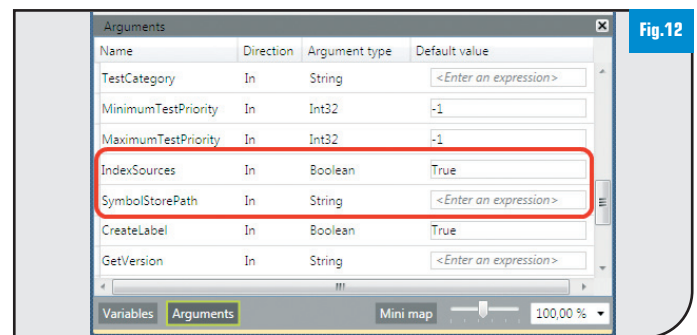 Fig.12
Arguments
Name Direction Argument type Default value
TestCategory In String <Enter an expression>
MinimumTestPriority In Int32 -1
MaximumTestPriority In Int32 -1
IndexSources In Boolean True
SymbolStorePath In String <Enter an expression>
CreateLabel In Boolean True
GetVersion In String <Enter an expression>
Variables Arguments Mini map 100,00 %